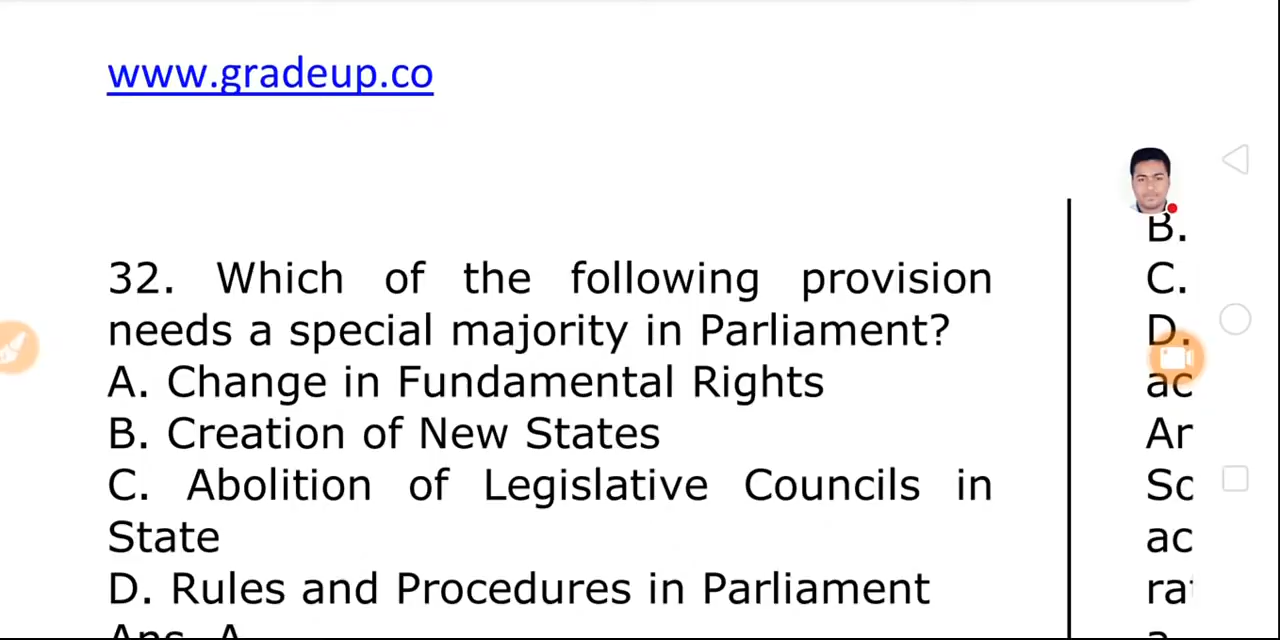 www.gradeup.co
32. Which of the following provision
needs a special majority in Parliament?
A. Change in Fundamental Rights
B. Creation of New States
C. Abolition of Legislative Councils in
State
D. Rules and Procedures in Parliament
Ans. A
B.
C.
D.
ac
Ar
Sc
ac